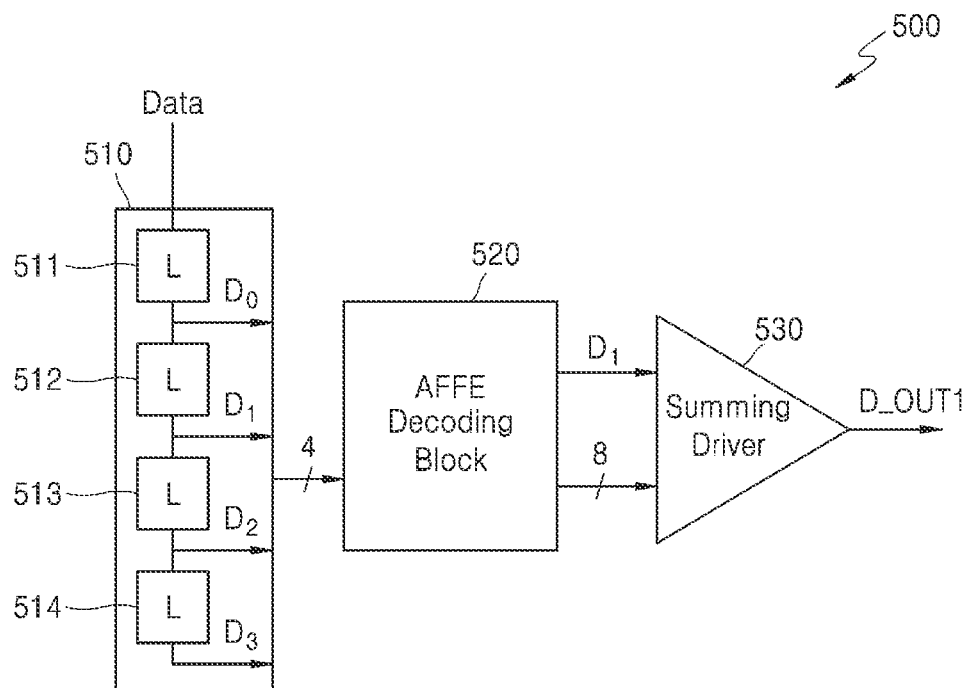 500
Data
510
511
L
D0
512
L
D1
513
L
D2
514
L
D3
4
520
AFFE
Decoding
Block
D1
8
530
Summing
Driver
D_OUT1